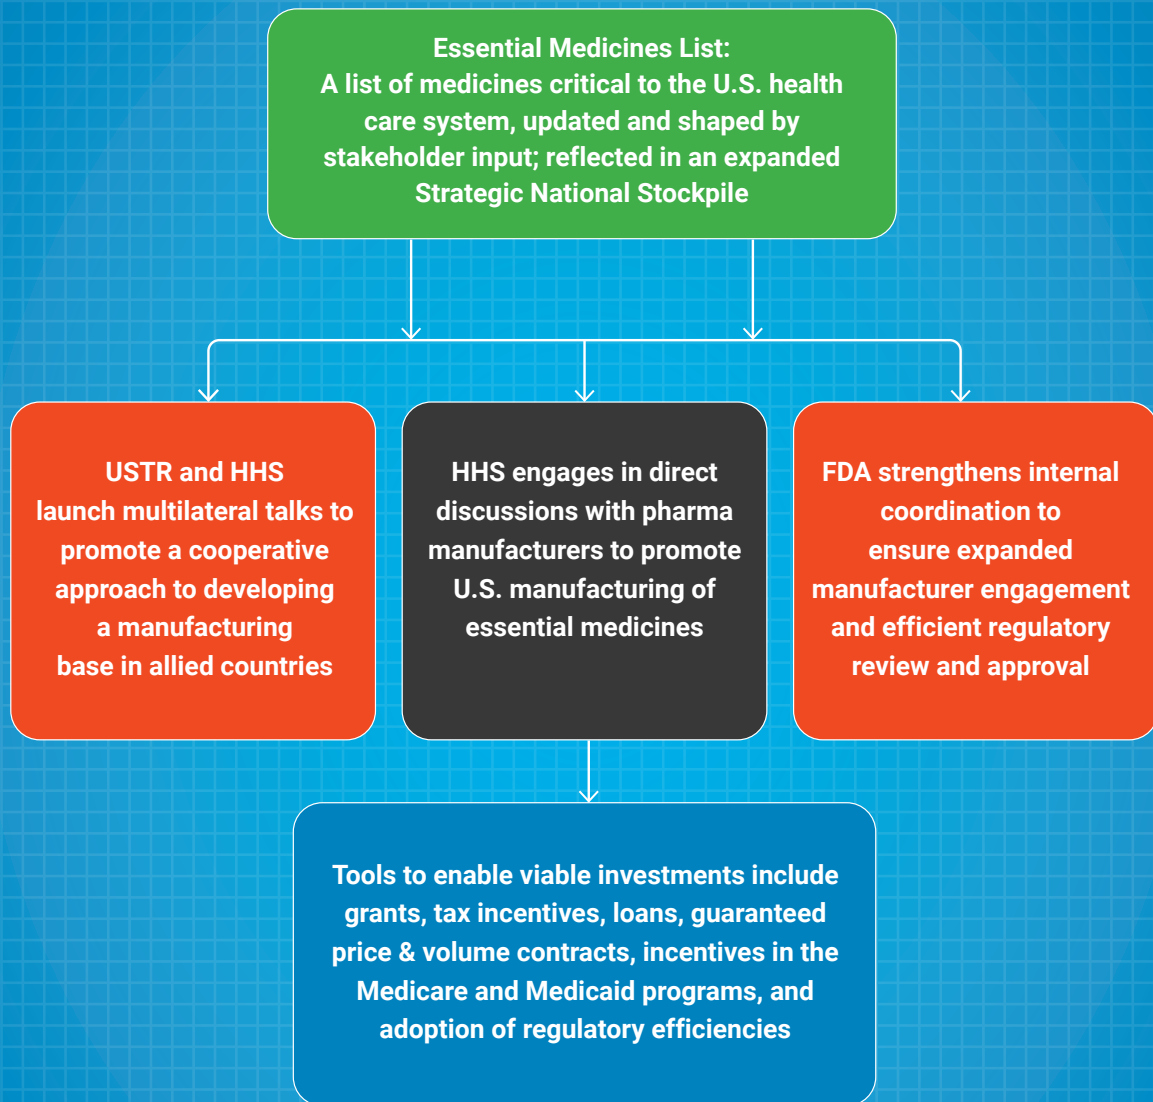 Essential Medicines List:
A list of medicines critical to the U.S. health
care system, updated and shaped by
stakeholder input; reflected in an expanded
Strategic National Stockpile
USTR and HHS
launch multilateral talks to
promote a cooperative
approach to developing
a manufacturing
base in allied countries
HHS engages in direct
discussions with pharma
manufacturers to promote
U.S. manufacturing of
essential medicines
FDA strengthens internal
coordination to
ensure expanded
manufacturer engagement
and efficient regulatory
review and approval
Tools to enable viable investments include
grants, tax incentives, loans, guaranteed
price & volume contracts, incentives in the
Medicare and Medicaid programs, and
adoption of regulatory efficiencies